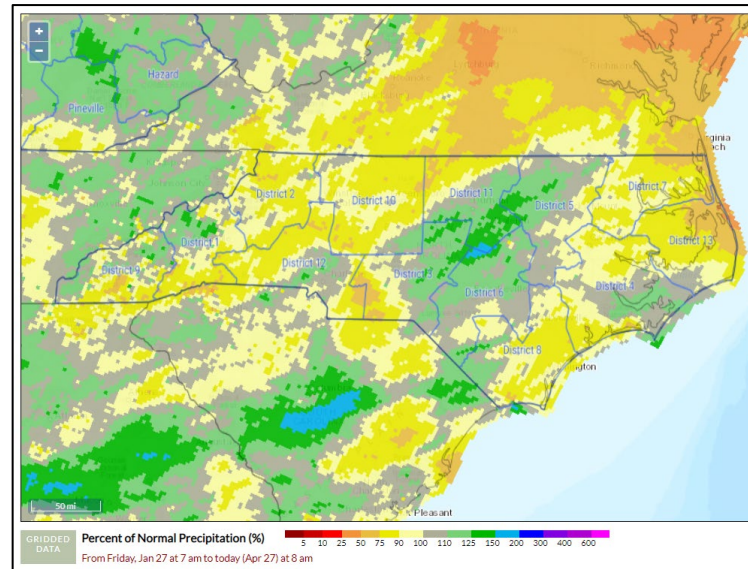 +
−
Hazard
Pineville
Virginia
Beach
District 2
District 10
District 11
District 5
District 7
District 1
District 13
District 9
District 12
District 3
District 6
District 4
District 8
ington
Pleasant
50 mi
GRIDDED DATA
Percent of Normal Precipitation (%)
5 10 25 50 75 90 100 110 125 150 200 300 400 600
From Friday, Jan 27 at 7 am to today (Apr 27) at 8 am